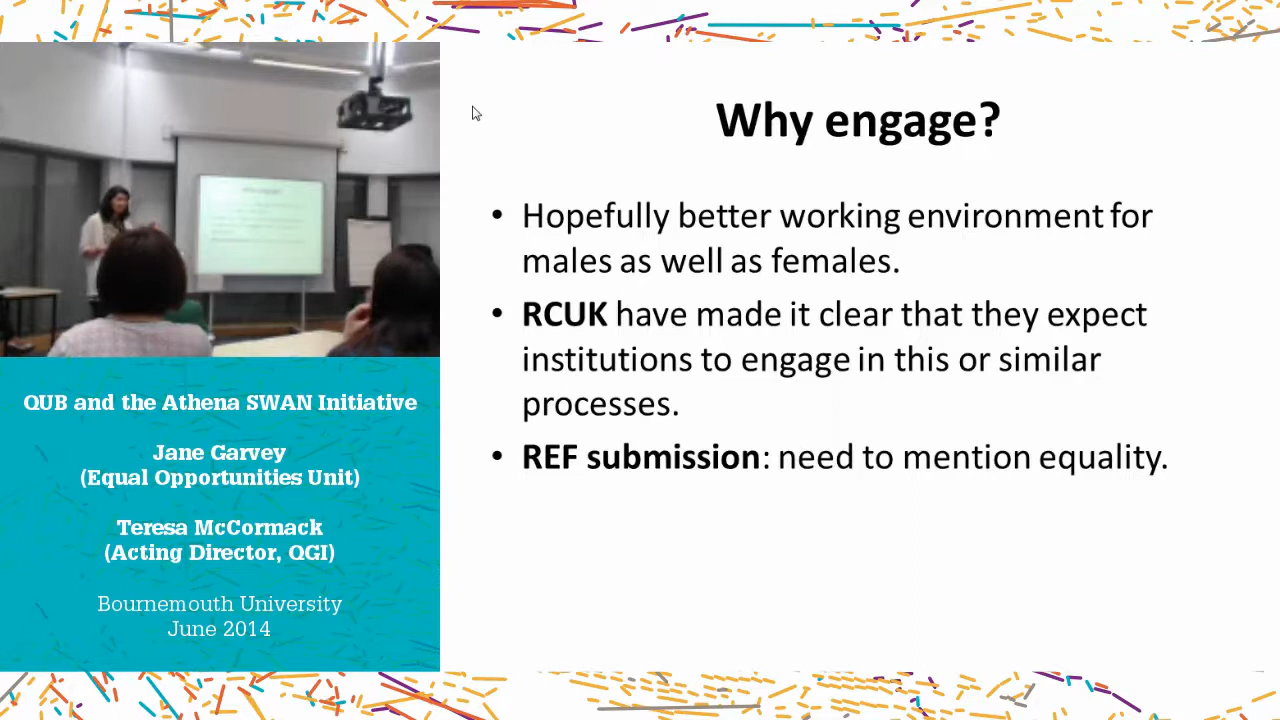 Why engage?
• Hopefully better working environment for
males as well as females.
• RCUK have made it clear that they expect
institutions to engage in this or similar
processes.
• REF submission: need to mention equality.
QUB and the Athena SWAN Initiative
Jane Garvey
(Equal Opportunities Unit)
Teresa McCormack
(Acting Director, QGI)
Bournemouth University
June 2014